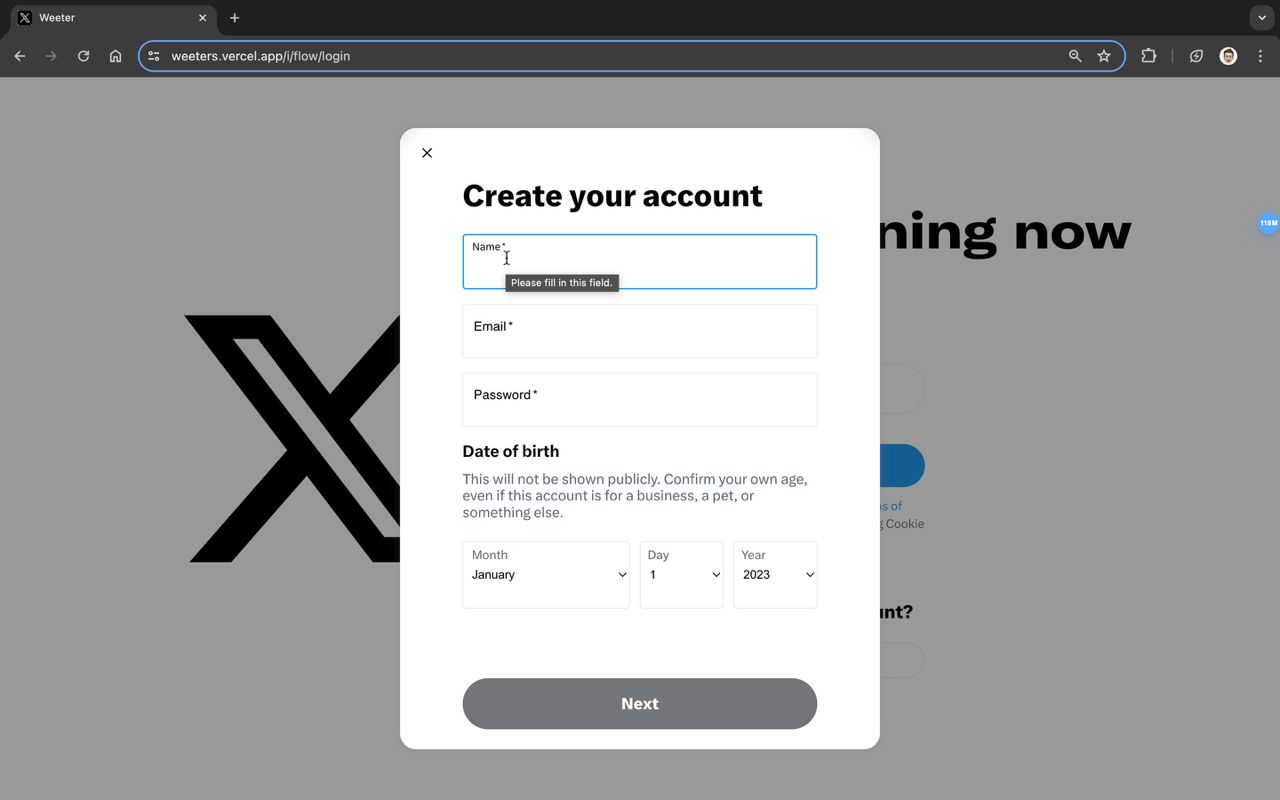 Weeter
weeters.vercel.app/i/flow/login
Create your account
ning now
Name*
Please fill in this field.
118M
Email*
Password*
Date of birth
This will not be shown publicly. Confirm your own age,
even if this account is for a business, a pet, or
something else.
s of
Cookie
Month
Day
Year
January
1
2023
unt?
Next